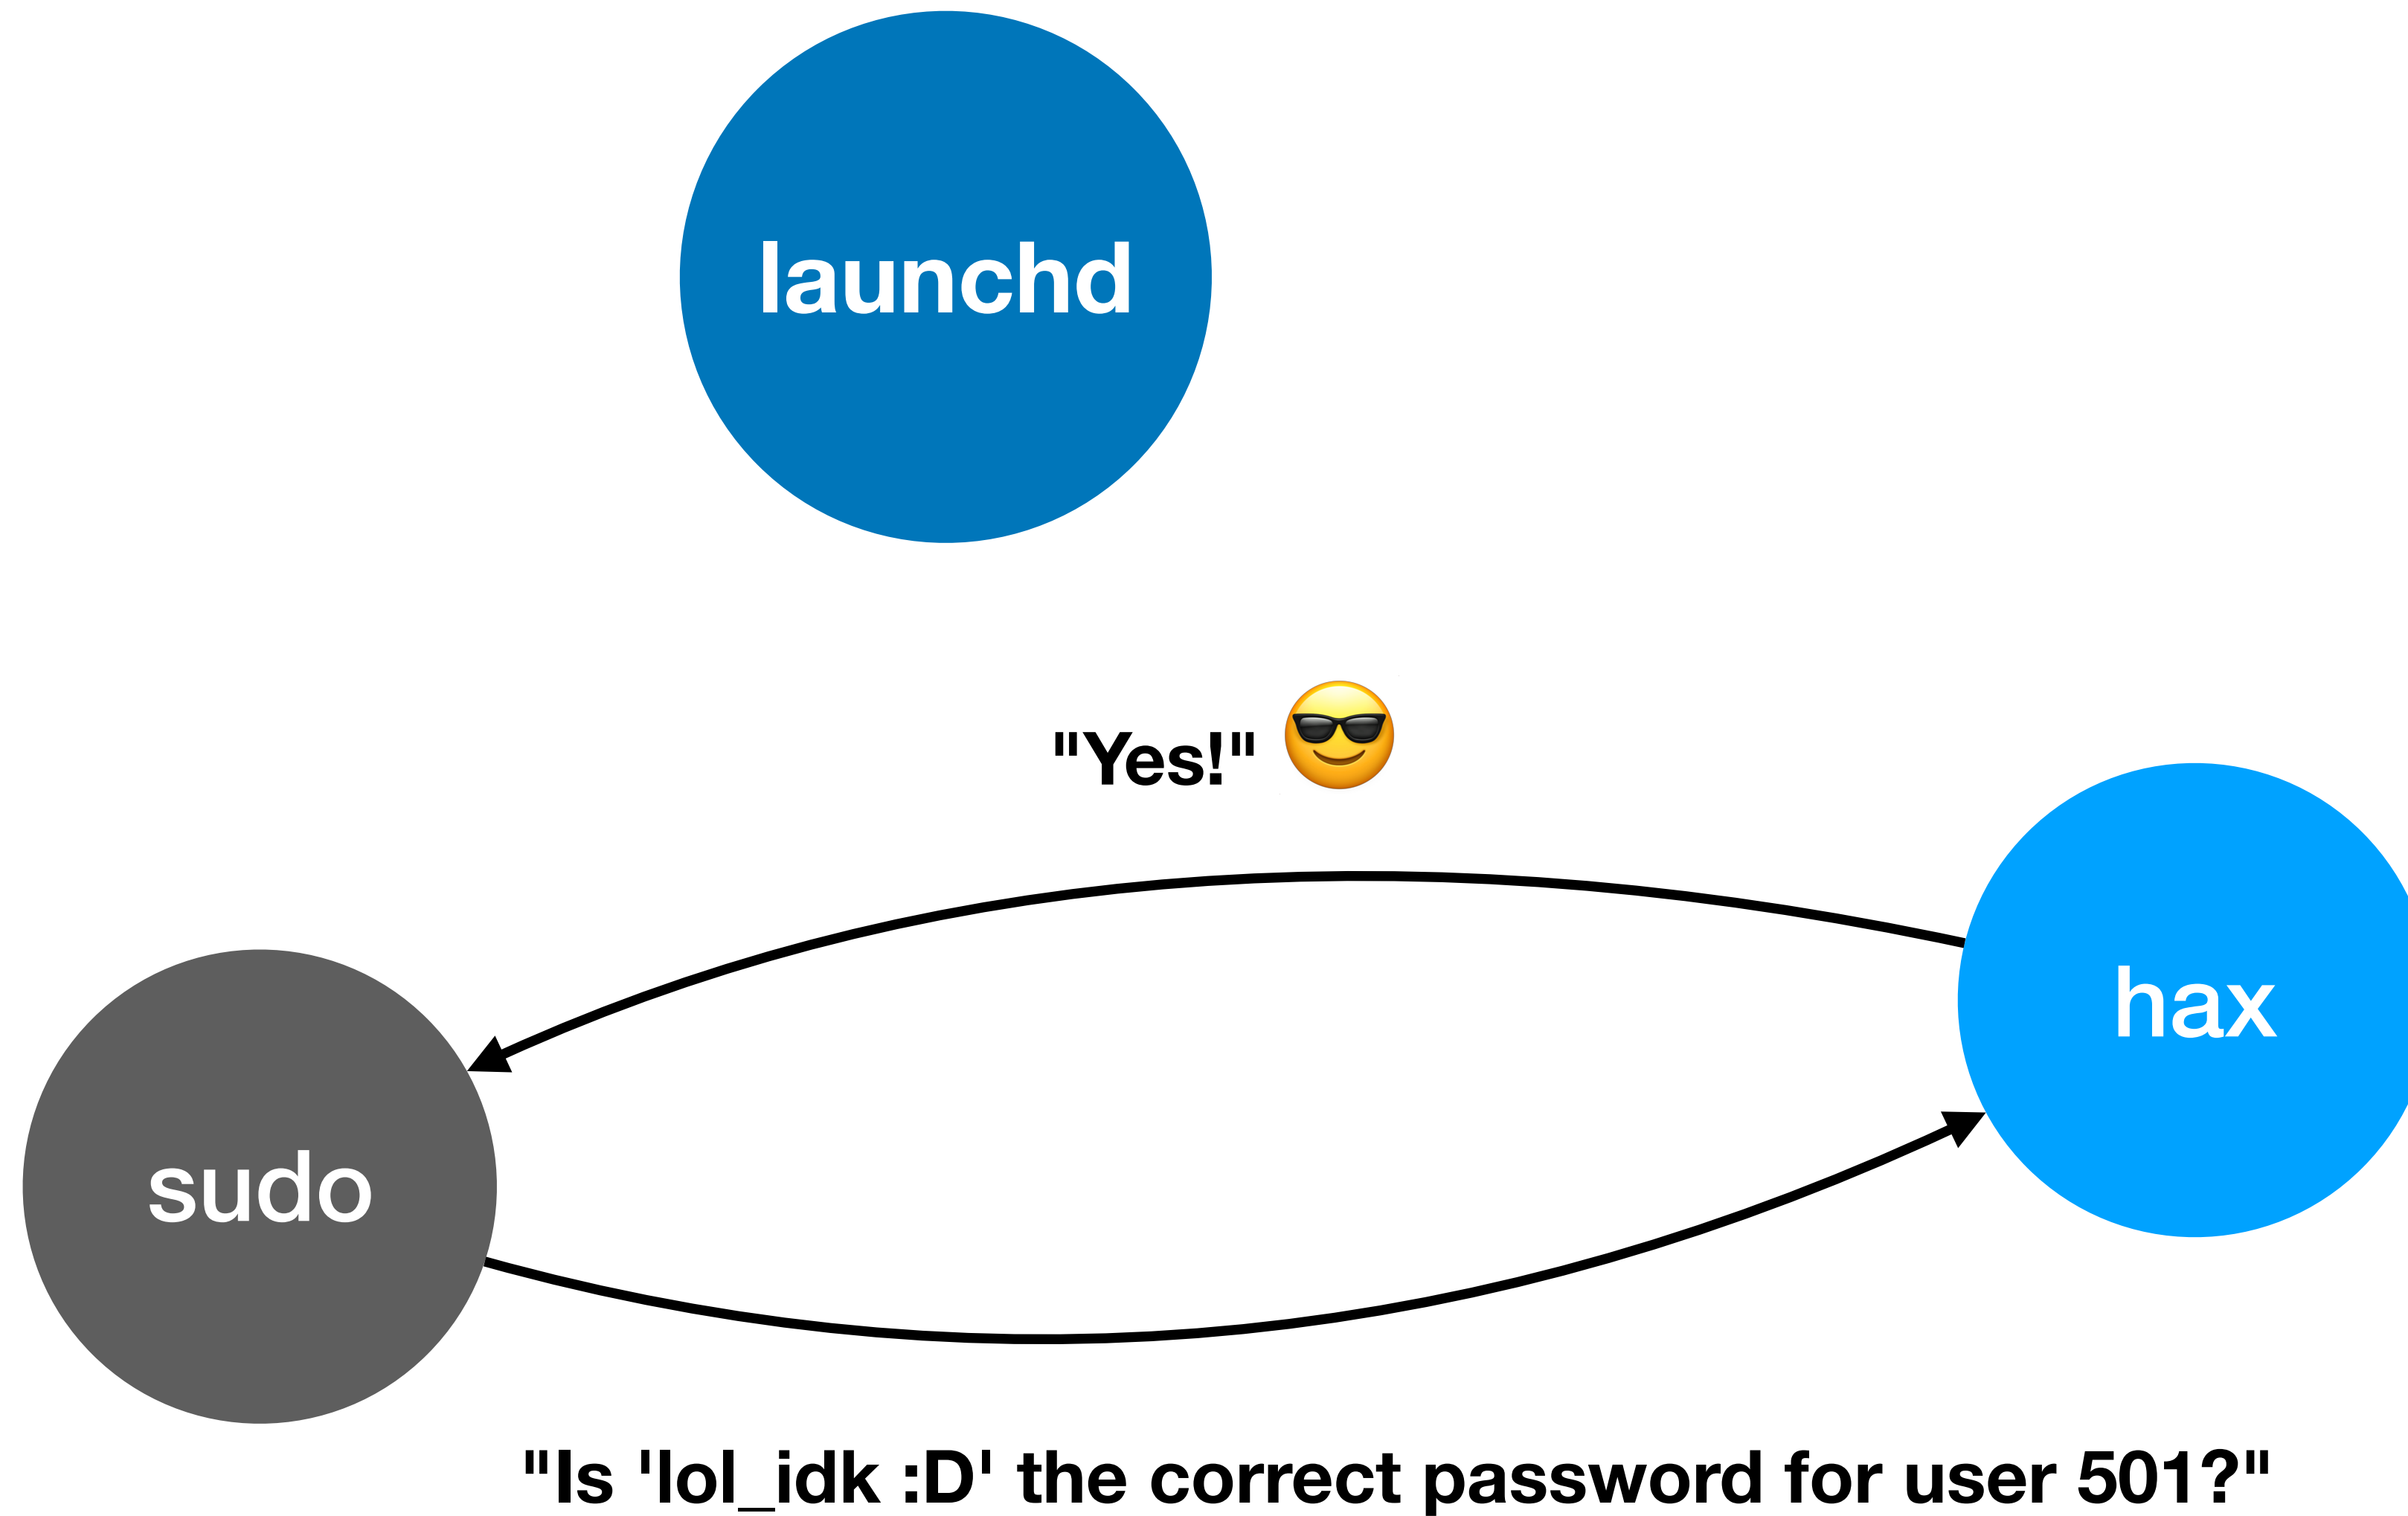 launchd
"Yes!" 😎
hax
sudo
"Is 'lol_idk :D' the correct password for user 501?"